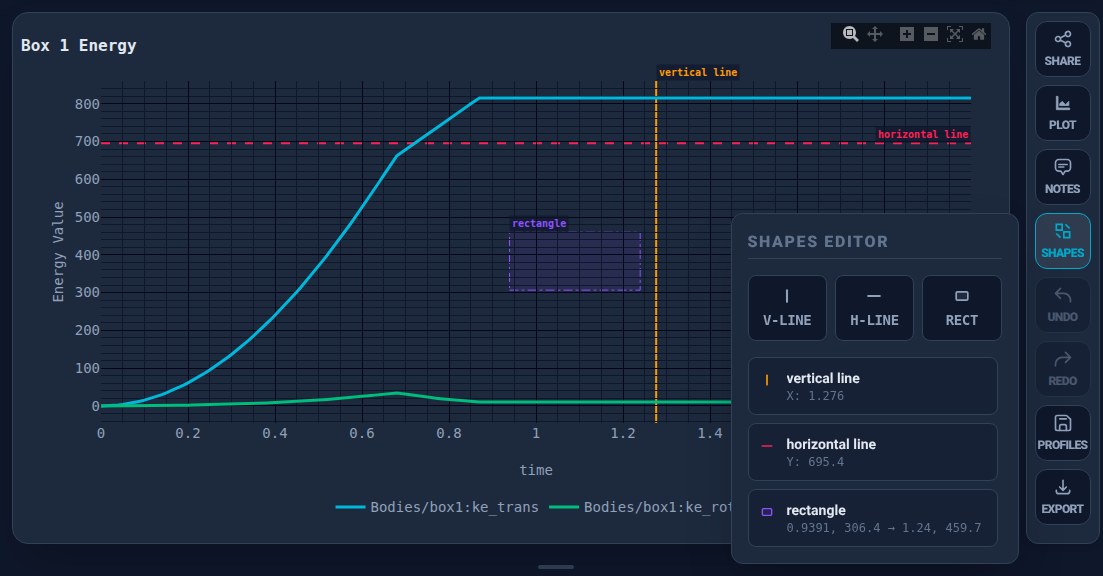 Box 1 Energy
vertical line
horizontal line
rectangle
Energy Value
800
700
600
500
400
300
200
100
0
0 0.2 0.4 0.6 0.8 1 1.2 1.4
time
Bodies/box1:ke_trans Bodies/box1:ke_rot
SHAPES EDITOR
V-LINE H-LINE RECT
vertical line
X: 1.276
horizontal line
Y: 695.4
rectangle
0.9391, 306.4 → 1.24, 459.7
SHARE
PLOT
NOTES
SHAPES
UNDO
REDO
PROFILES
EXPORT